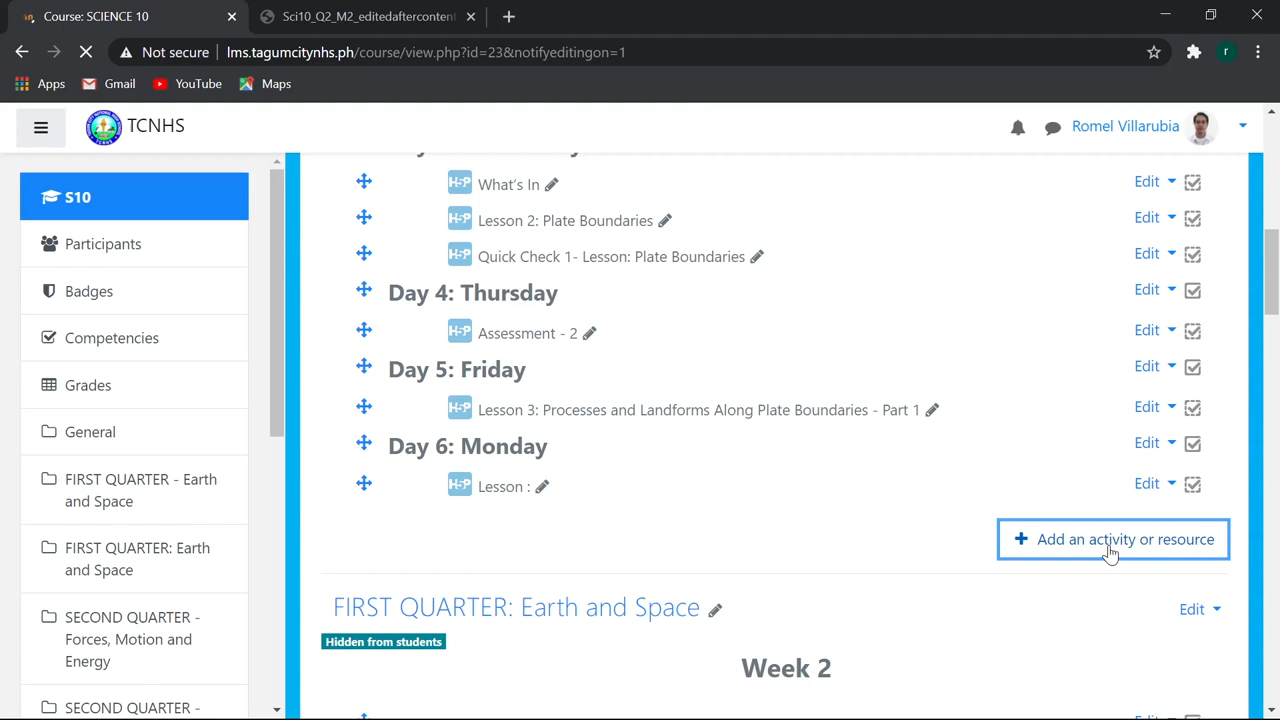 Course: SCIENCE 10
Sci10_Q2_M2_editedaftercontent
Not secure
lms.tagumcitynhs.ph/course/view.php?id=23&notifyeditingon=1
r
Apps
Gmail
YouTube
Maps
TCNHS
Romel Villarubia
S10
Participants
Badges
Competencies
Grades
General
FIRST QUARTER - Earth
and Space
FIRST QUARTER: Earth
and Space
SECOND QUARTER -
Forces, Motion and
Energy
SECOND QUARTER -
H-P What's In Edit
H-P Lesson 2: Plate Boundaries Edit
H-P Quick Check 1- Lesson: Plate Boundaries Edit
Day 4: Thursday Edit
H-P Assessment - 2 Edit
Day 5: Friday Edit
H-P Lesson 3: Processes and Landforms Along Plate Boundaries - Part 1 Edit
Day 6: Monday Edit
H-P Lesson : Edit
Add an activity or resource
FIRST QUARTER: Earth and Space Edit
Hidden from students
Week 2